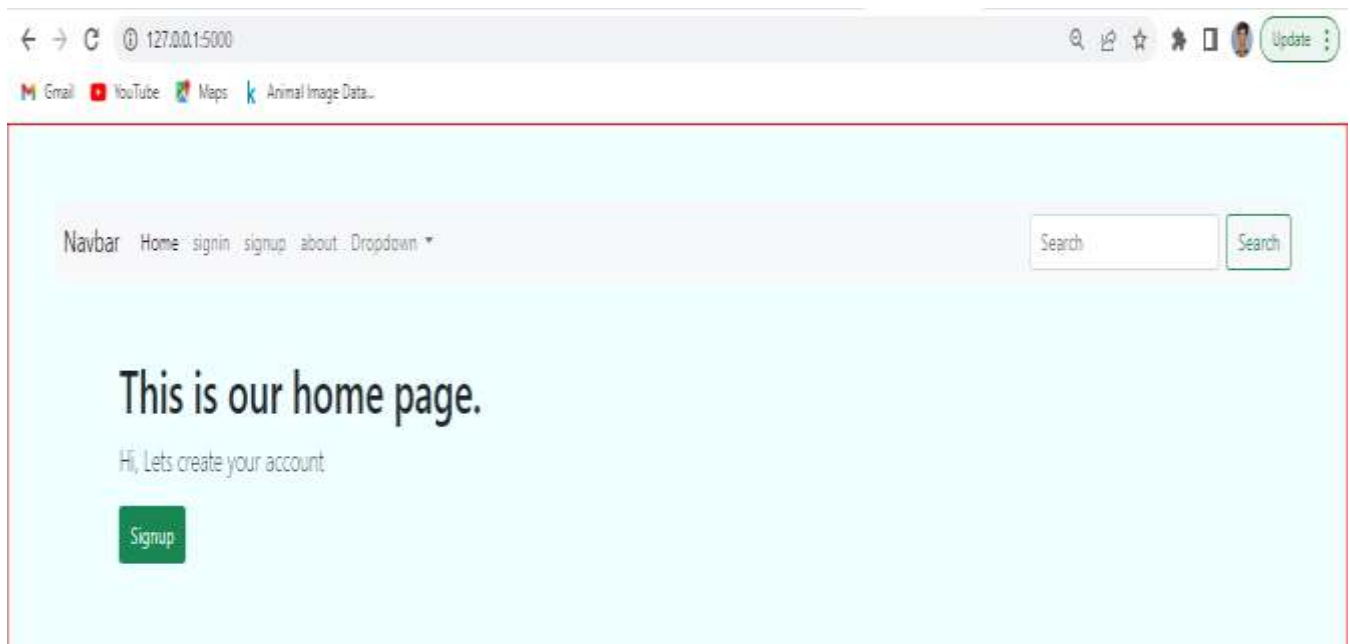 127.0.0.1:5000 Update
Gmail YouTube Maps Animal Image Data...
Navbar Home signin signup about Dropdown Search Search
This is our home page.
Hi, Lets create your account
Signup